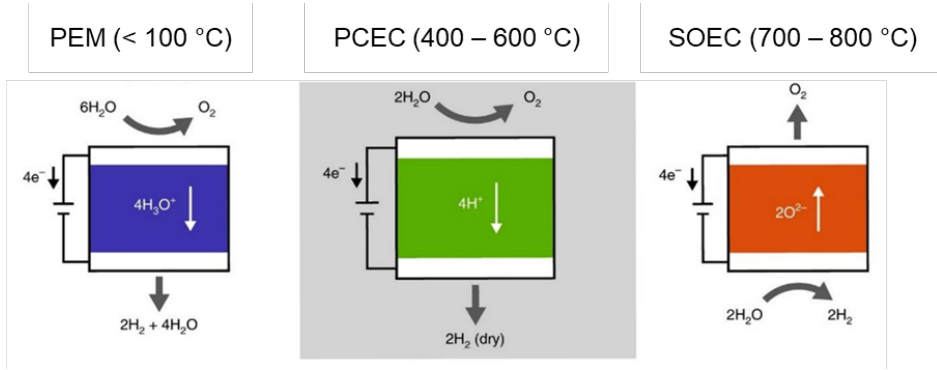 PEM (< 100 °C)
PCEC (400 – 600 °C)
SOEC (700 – 800 °C)
6H₂O
O₂
4e⁻
4H₃O⁺
2H₂ + 4H₂O
2H₂O
O₂
4e⁻
4H⁺
2H₂ (dry)
O₂
4e⁻
2O²⁻
2H₂O
2H₂